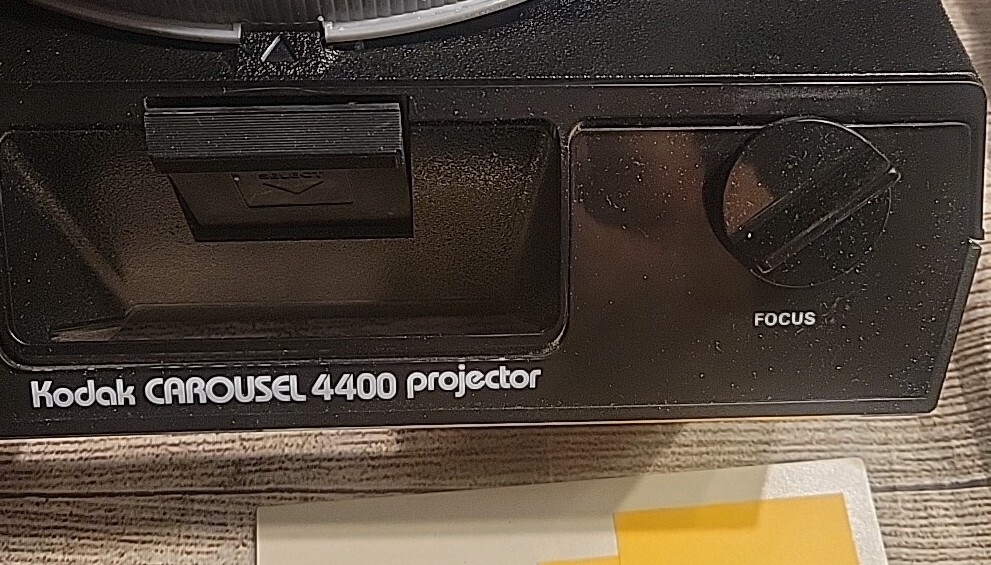 SELECT
FOCUS
Kodak CAROUSEL 4400 projector